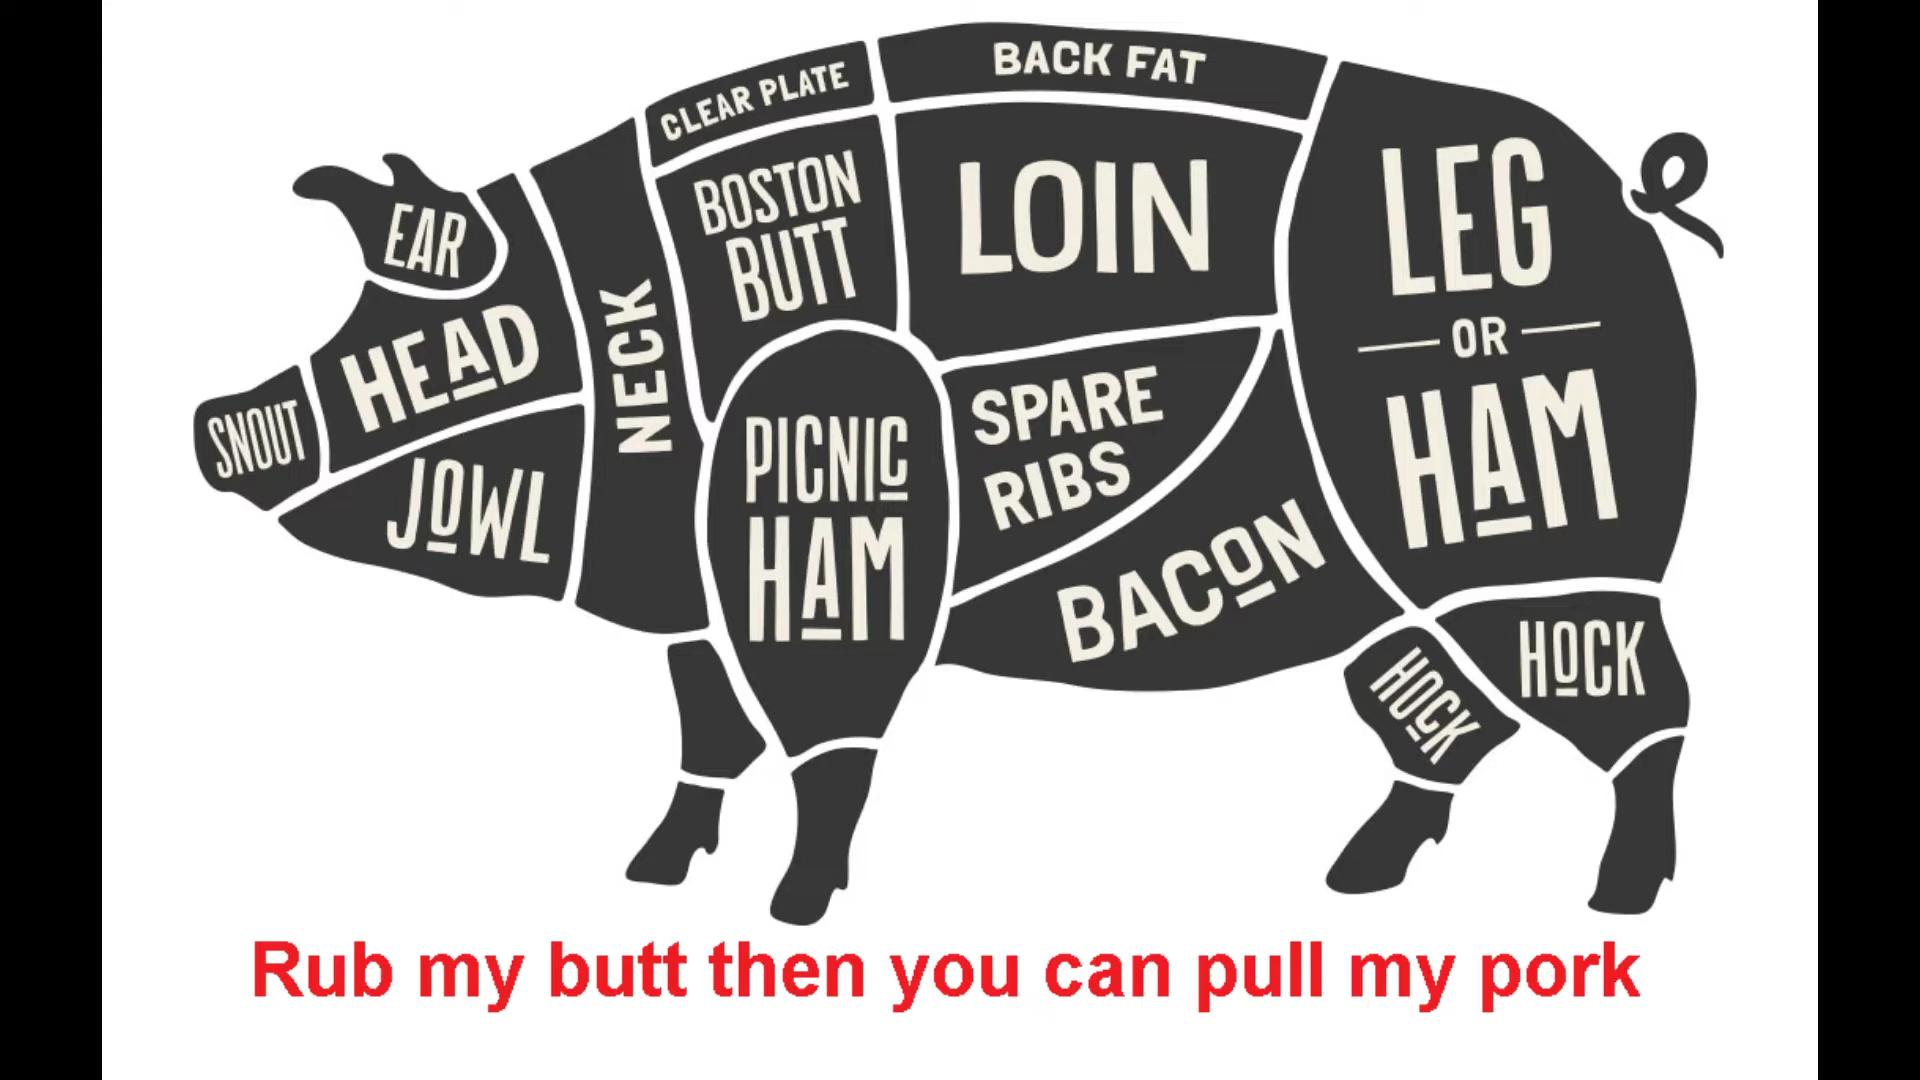 BACK FAT
CLEAR PLATE
BOSTON
BUTT
LOIN
LEG
OR
HAM
EAR
HEAD
NECK
SNOUT
JOWL
PICNIC
HAM
SPARE
RIBS
BACON
HOCK
HOCK
Rub my butt then you can pull my pork